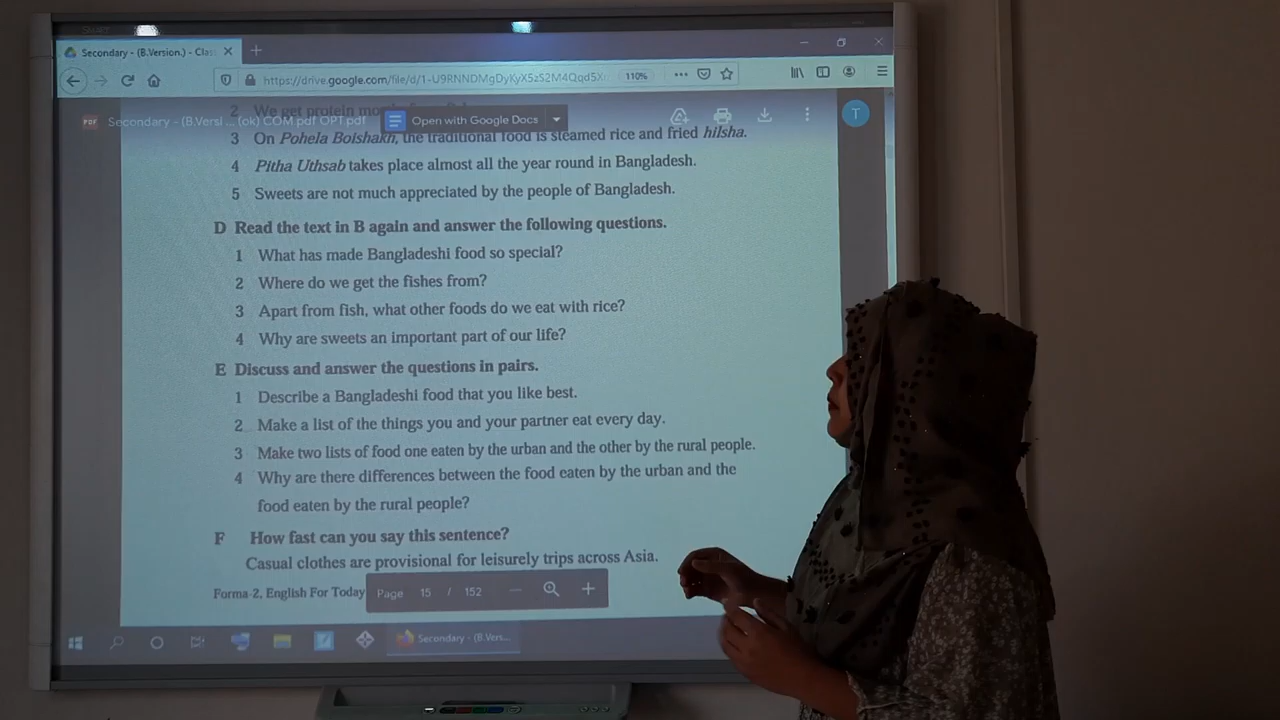 Secondary - (B.Version.) - Clas
https://drive.google.com/file/d/1-U9RNNDMgDyKyX5zS2M4Qqd5X
110%
2 We get protein
PDF Secondary - (B.Versi ... (ok) COM.pdf OPT.pdf
Open with Google Docs
T
3 On Pohela Boishakh, the traditional food is steamed rice and fried hilsha.
4 Pitha Uthsab takes place almost all the year round in Bangladesh.
5 Sweets are not much appreciated by the people of Bangladesh.
D Read the text in B again and answer the following questions.
1 What has made Bangladeshi food so special?
2 Where do we get the fishes from?
3 Apart from fish, what other foods do we eat with rice?
4 Why are sweets an important part of our life?
E Discuss and answer the questions in pairs.
1 Describe a Bangladeshi food that you like best.
2 Make a list of the things you and your partner eat every day.
3 Make two lists of food one eaten by the urban and the other by the rural people.
4 Why are there differences between the food eaten by the urban and the
food eaten by the rural people?
F How fast can you say this sentence?
Casual clothes are provisional for leisurely trips across Asia.
Forma-2, English For Today
Page 15 / 152
Secondary - (B.Vers...